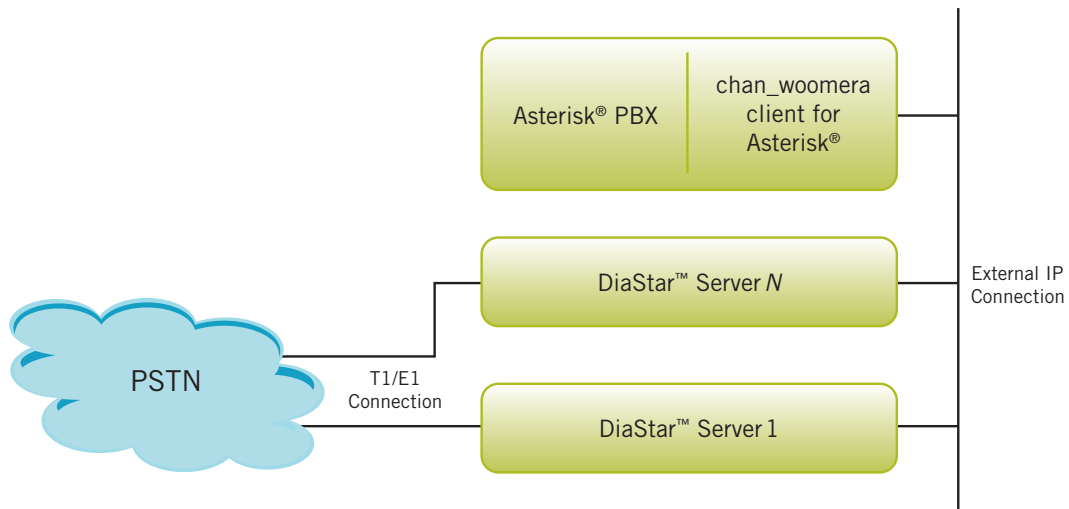 Asterisk® PBX
chan_woomera
client for
Asterisk®
DiaStar™ Server N
External IP
Connection
PSTN
T1/E1
Connection
DiaStar™ Server 1